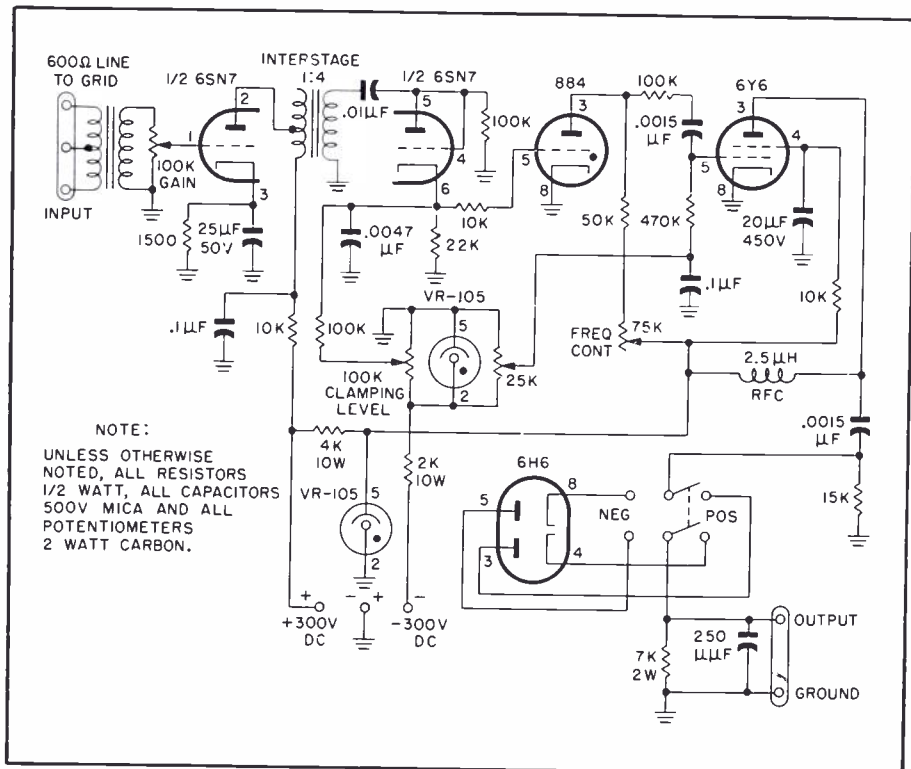 600Ω LINE
TO GRID
1/2 6SN7
INTERSTAGE
1:4
1/2 6SN7
884
100K
6Y6
2
.01µF
5
3
.0015
µF
3
4
100K
1
100K
GAIN
4
5
5
INPUT
3
6
8
8
10K
50K
470K
20µF
450V
1500
25µF
50V
.0047
µF
22K
.1µF
10K
VR-105
.1µF
10K
100K
5
FREQ
CONT
75K
2.5µH
RFC
100K
CLAMPING
LEVEL
2
25K
.0015
µF
NOTE:
UNLESS OTHERWISE
NOTED, ALL RESISTORS
1/2 WATT, ALL CAPACITORS
500V MICA AND ALL
POTENTIOMETERS
2 WATT CARBON.
4K
10W
2K
10W
6H6
VR-105
5
5
8
NEG
POS
15K
3
4
2
+
- +
-
+300V
DC
-300V
DC
OUTPUT
7K
2W
250
µµF
GROUND